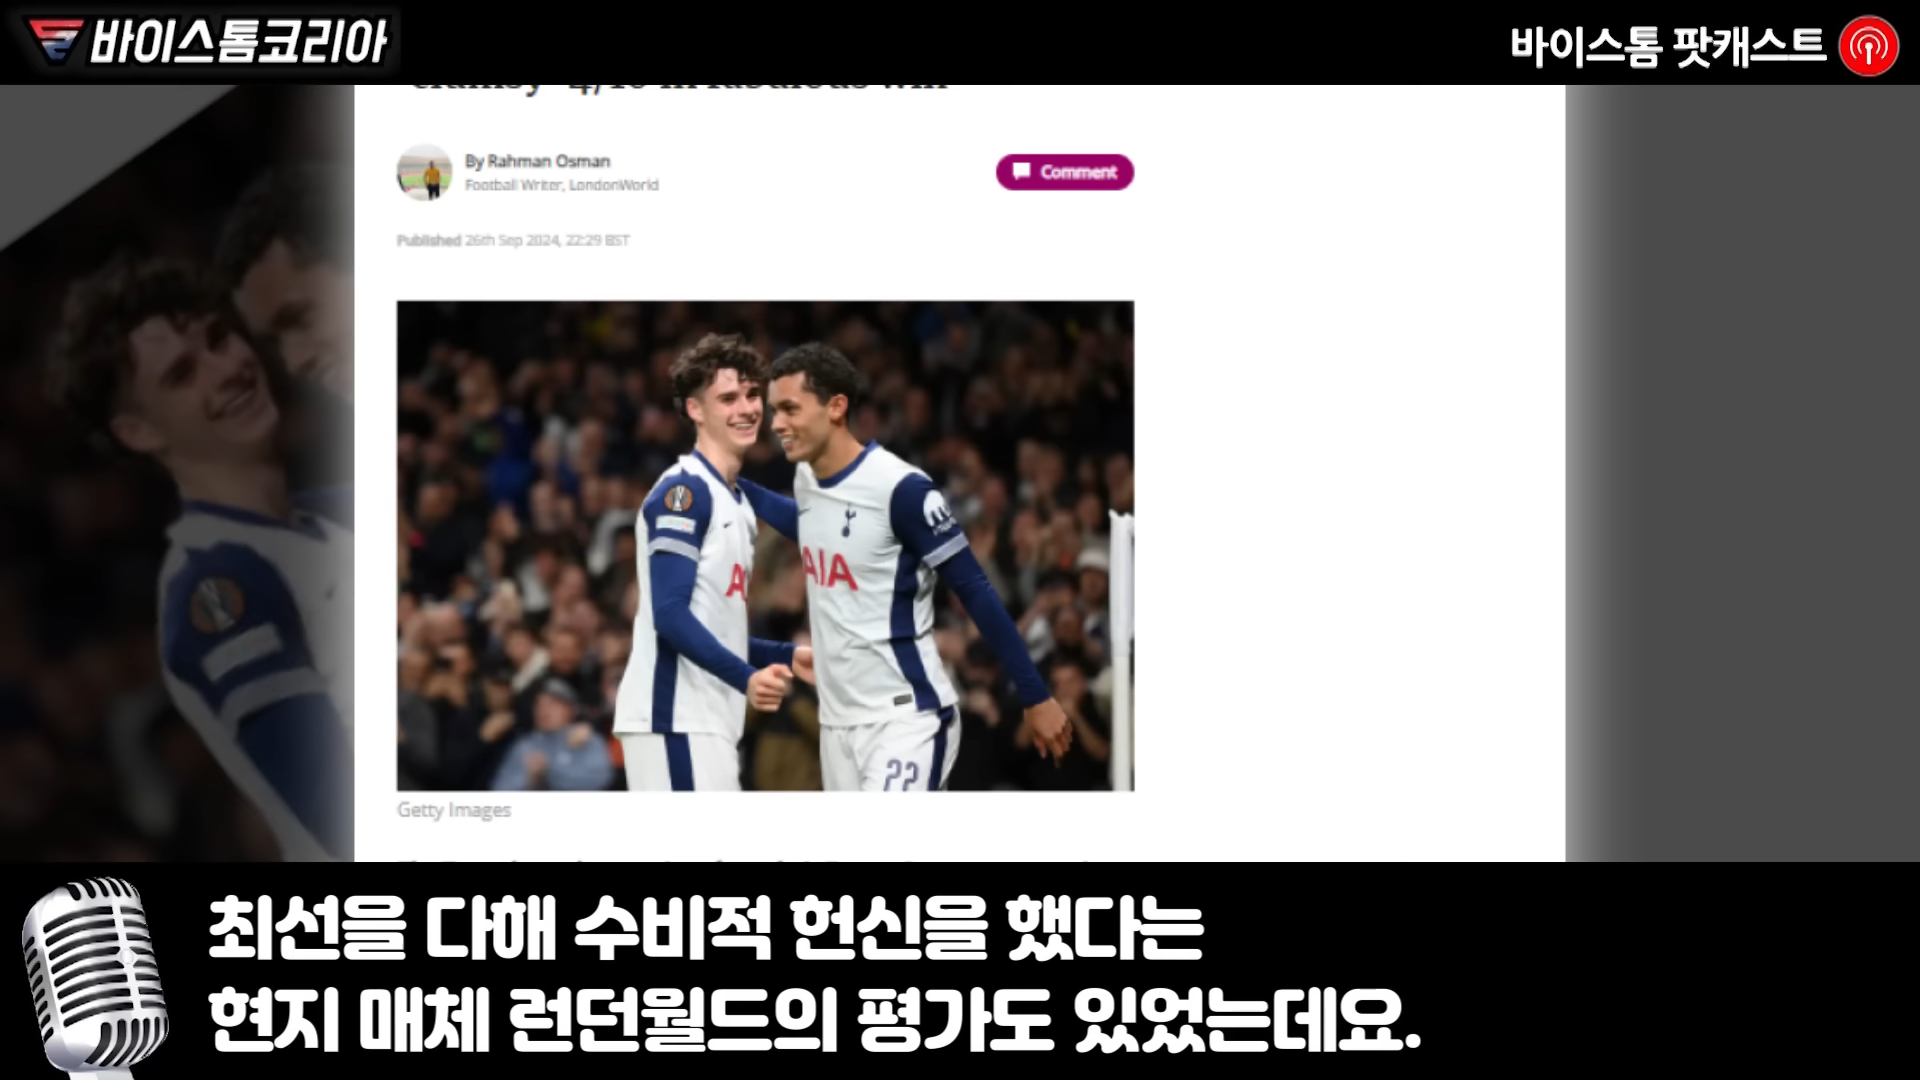 바이스톰코리아
바이스톰 팟캐스트
By Rahman Osman
Football Writer, LondonWorld
Comment
Published 26th Sep 2024, 22:29 BST
AIA
22
Getty Images
최선을 다해 수비적 헌신을 했다는
현지 매체 런던월드의 평가도 있었는데요.